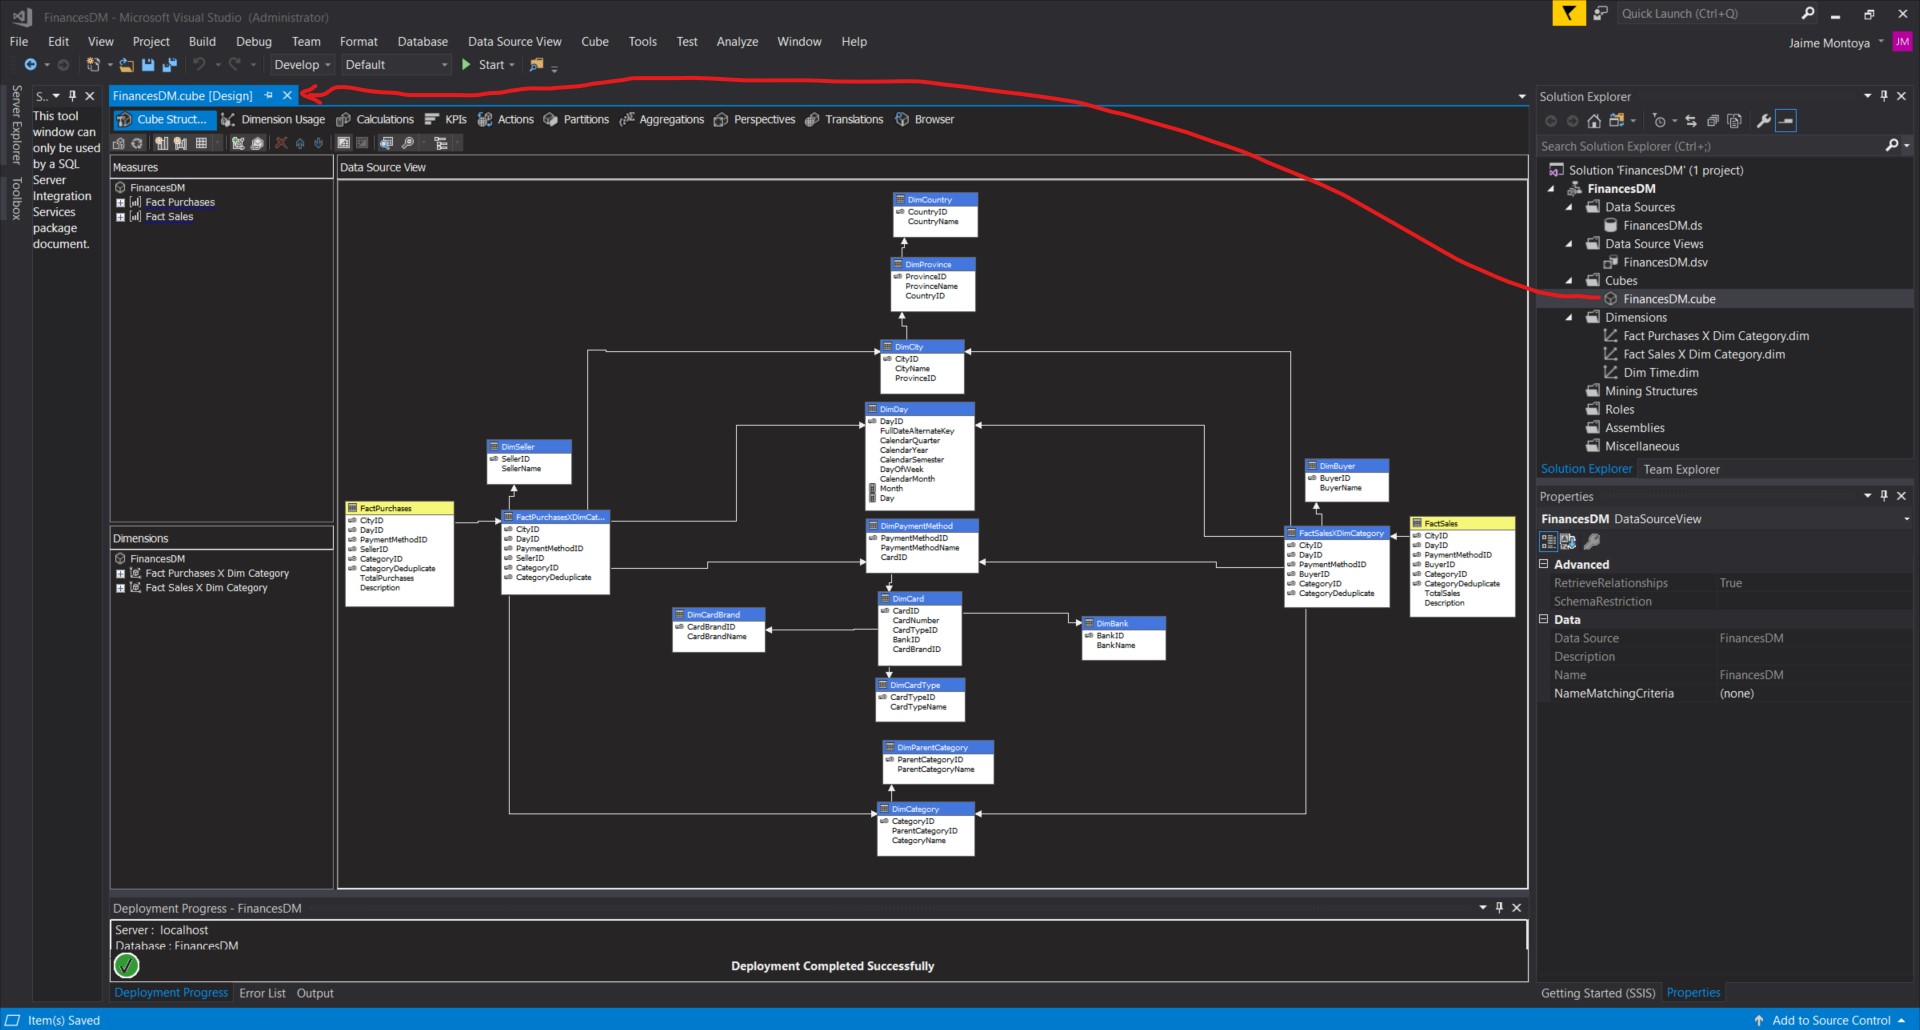 FinancesDM - Microsoft Visual Studio (Administrator)
Quick Launch (Ctrl+Q)
File Edit View Project Build Debug Team Format Database Data Source View Cube Tools Test Analyze Window Help
Jaime Montoya
JM
Develop Default Start
Server Explorer
Toolbox
S..
This tool
window can
only be used
by a SQL
Server
Integration
Services
package
document.
FinancesDM.cube [Design]
Cube Struct... Dimension Usage Calculations KPIs Actions Partitions Aggregations Perspectives Translations Browser
Measures
FinancesDM
Fact Purchases
Fact Sales
Dimensions
FinancesDM
Fact Purchases X Dim Category
Fact Sales X Dim Category
Data Source View
DimCountry
CountryID
CountryName
DimProvince
ProvinceID
ProvinceName
CountryID
DimCity
CityID
CityName
ProvinceID
DimDay
DayID
FullDateAlternateKey
CalendarQuarter
CalendarYear
CalendarSemester
DayOfWeek
CalendarMonth
Month
Day
DimSeller
SellerID
SellerName
FactPurchases
CityID
DayID
PaymentMethodID
SellerID
CategoryID
CategoryDeduplicate
TotalPurchases
Description
FactPurchasesXDimCat...
CityID
DayID
PaymentMethodID
SellerID
CategoryID
CategoryDeduplicate
DimPaymentMethod
PaymentMethodID
PaymentMethodName
CardID
DimBuyer
BuyerID
BuyerName
FactSalesXDimCategory
CityID
DayID
PaymentMethodID
BuyerID
CategoryID
CategoryDeduplicate
FactSales
CityID
DayID
PaymentMethodID
BuyerID
CategoryID
CategoryDeduplicate
TotalSales
Description
DimCardBrand
CardBrandID
CardBrandName
DimCard
CardID
CardNumber
CardTypeID
BankID
CardBrandID
DimBank
BankID
BankName
DimCardType
CardTypeID
CardTypeName
DimParentCategory
ParentCategoryID
ParentCategoryName
DimCategory
CategoryID
ParentCategoryID
CategoryName
Deployment Progress - FinancesDM
Server : localhost
Database : FinancesDM
Deployment Completed Successfully
Deployment Progress Error List Output
Solution Explorer
Search Solution Explorer (Ctrl+;)
Solution 'FinancesDM' (1 project)
FinancesDM
Data Sources
FinancesDM.ds
Data Source Views
FinancesDM.dsv
Cubes
FinancesDM.cube
Dimensions
Fact Purchases X Dim Category.dim
Fact Sales X Dim Category.dim
Dim Time.dim
Mining Structures
Roles
Assemblies
Miscellaneous
Solution Explorer Team Explorer
Properties
FinancesDM DataSourceView
Advanced
RetrieveRelationships True
SchemaRestriction
Data
Data Source FinancesDM
Description
Name FinancesDM
NameMatchingCriteria (none)
Getting Started (SSIS) Properties
Item(s) Saved
Add to Source Control